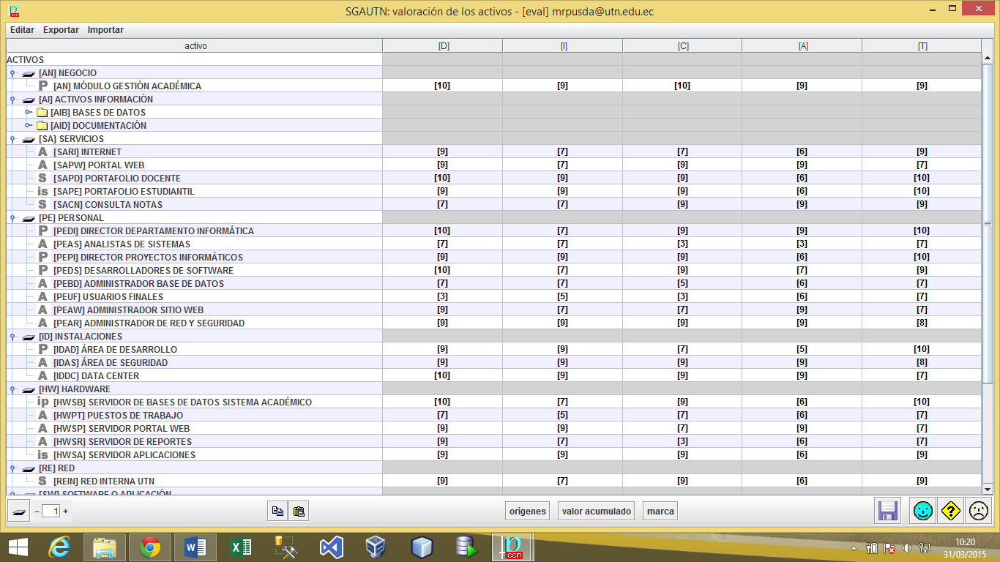 SGAUTN: valoración de los activos - [eval] mrpusda@utn.edu.ec
Editar Exportar Importar
activo [D] [I] [C] [A] [T]
ACTIVOS
[AN] NEGOCIO
P [AN] MÓDULO GESTIÓN ACADÉMICA [10] [9] [10] [9] [9]
[AI] ACTIVOS INFORMACIÓN
[AIB] BASES DE DATOS
[AID] DOCUMENTACIÓN
[SA] SERVICIOS
A [SARI] INTERNET [9] [7] [7] [6] [9]
A [SAPW] PORTAL WEB [9] [7] [9] [9] [7]
S [SAPD] PORTAFOLIO DOCENTE [10] [9] [9] [6] [10]
is [SAPE] PORTAFOLIO ESTUDIANTIL [9] [9] [9] [6] [10]
S [SACN] CONSULTA NOTAS [7] [7] [9] [9] [9]
[PE] PERSONAL
P [PEDI] DIRECTOR DEPARTAMENTO INFORMÁTICA [10] [7] [9] [9] [10]
A [PEAS] ANALISTAS DE SISTEMAS [7] [7] [3] [3] [7]
P [PEPI] DIRECTOR PROYECTOS INFORMÁTICOS [9] [9] [9] [6] [10]
P [PEDS] DESARROLLADORES DE SOFTWARE [10] [7] [9] [7] [9]
A [PEBD] ADMINISTRADOR BASE DE DATOS [7] [7] [5] [6] [7]
A [PEUF] USUARIOS FINALES [3] [5] [3] [6] [7]
A [PEAW] ADMINISTRADOR SITIO WEB [9] [7] [7] [9] [7]
A [PEAR] ADMINISTRADOR DE RED Y SEGURIDAD [9] [9] [9] [9] [8]
[ID] INSTALACIONES
P [IDAD] ÁREA DE DESARROLLO [9] [9] [7] [5] [10]
A [IDAS] ÁREA DE SEGURIDAD [9] [9] [9] [9] [8]
A [IDDC] DATA CENTER [10] [9] [9] [9] [7]
[HW] HARDWARE
ip [HWSB] SERVIDOR DE BASES DE DATOS SISTEMA ACADÉMICO [10] [7] [9] [6] [10]
A [HWPT] PUESTOS DE TRABAJO [7] [5] [7] [6] [7]
A [HWSP] SERVIDOR PORTAL WEB [9] [9] [7] [9] [7]
A [HWSR] SERVIDOR DE REPORTES [9] [7] [3] [6] [7]
is [HWSA] SERVIDOR APLICACIONES [9] [9] [9] [6] [9]
[RE] RED
S [REIN] RED INTERNA UTN [9] [7] [9] [6] [9]
[SW] SOFTWARE O APLICACIÓN
– 1 + orígenes valor acumulado marca
10:20
31/03/2015